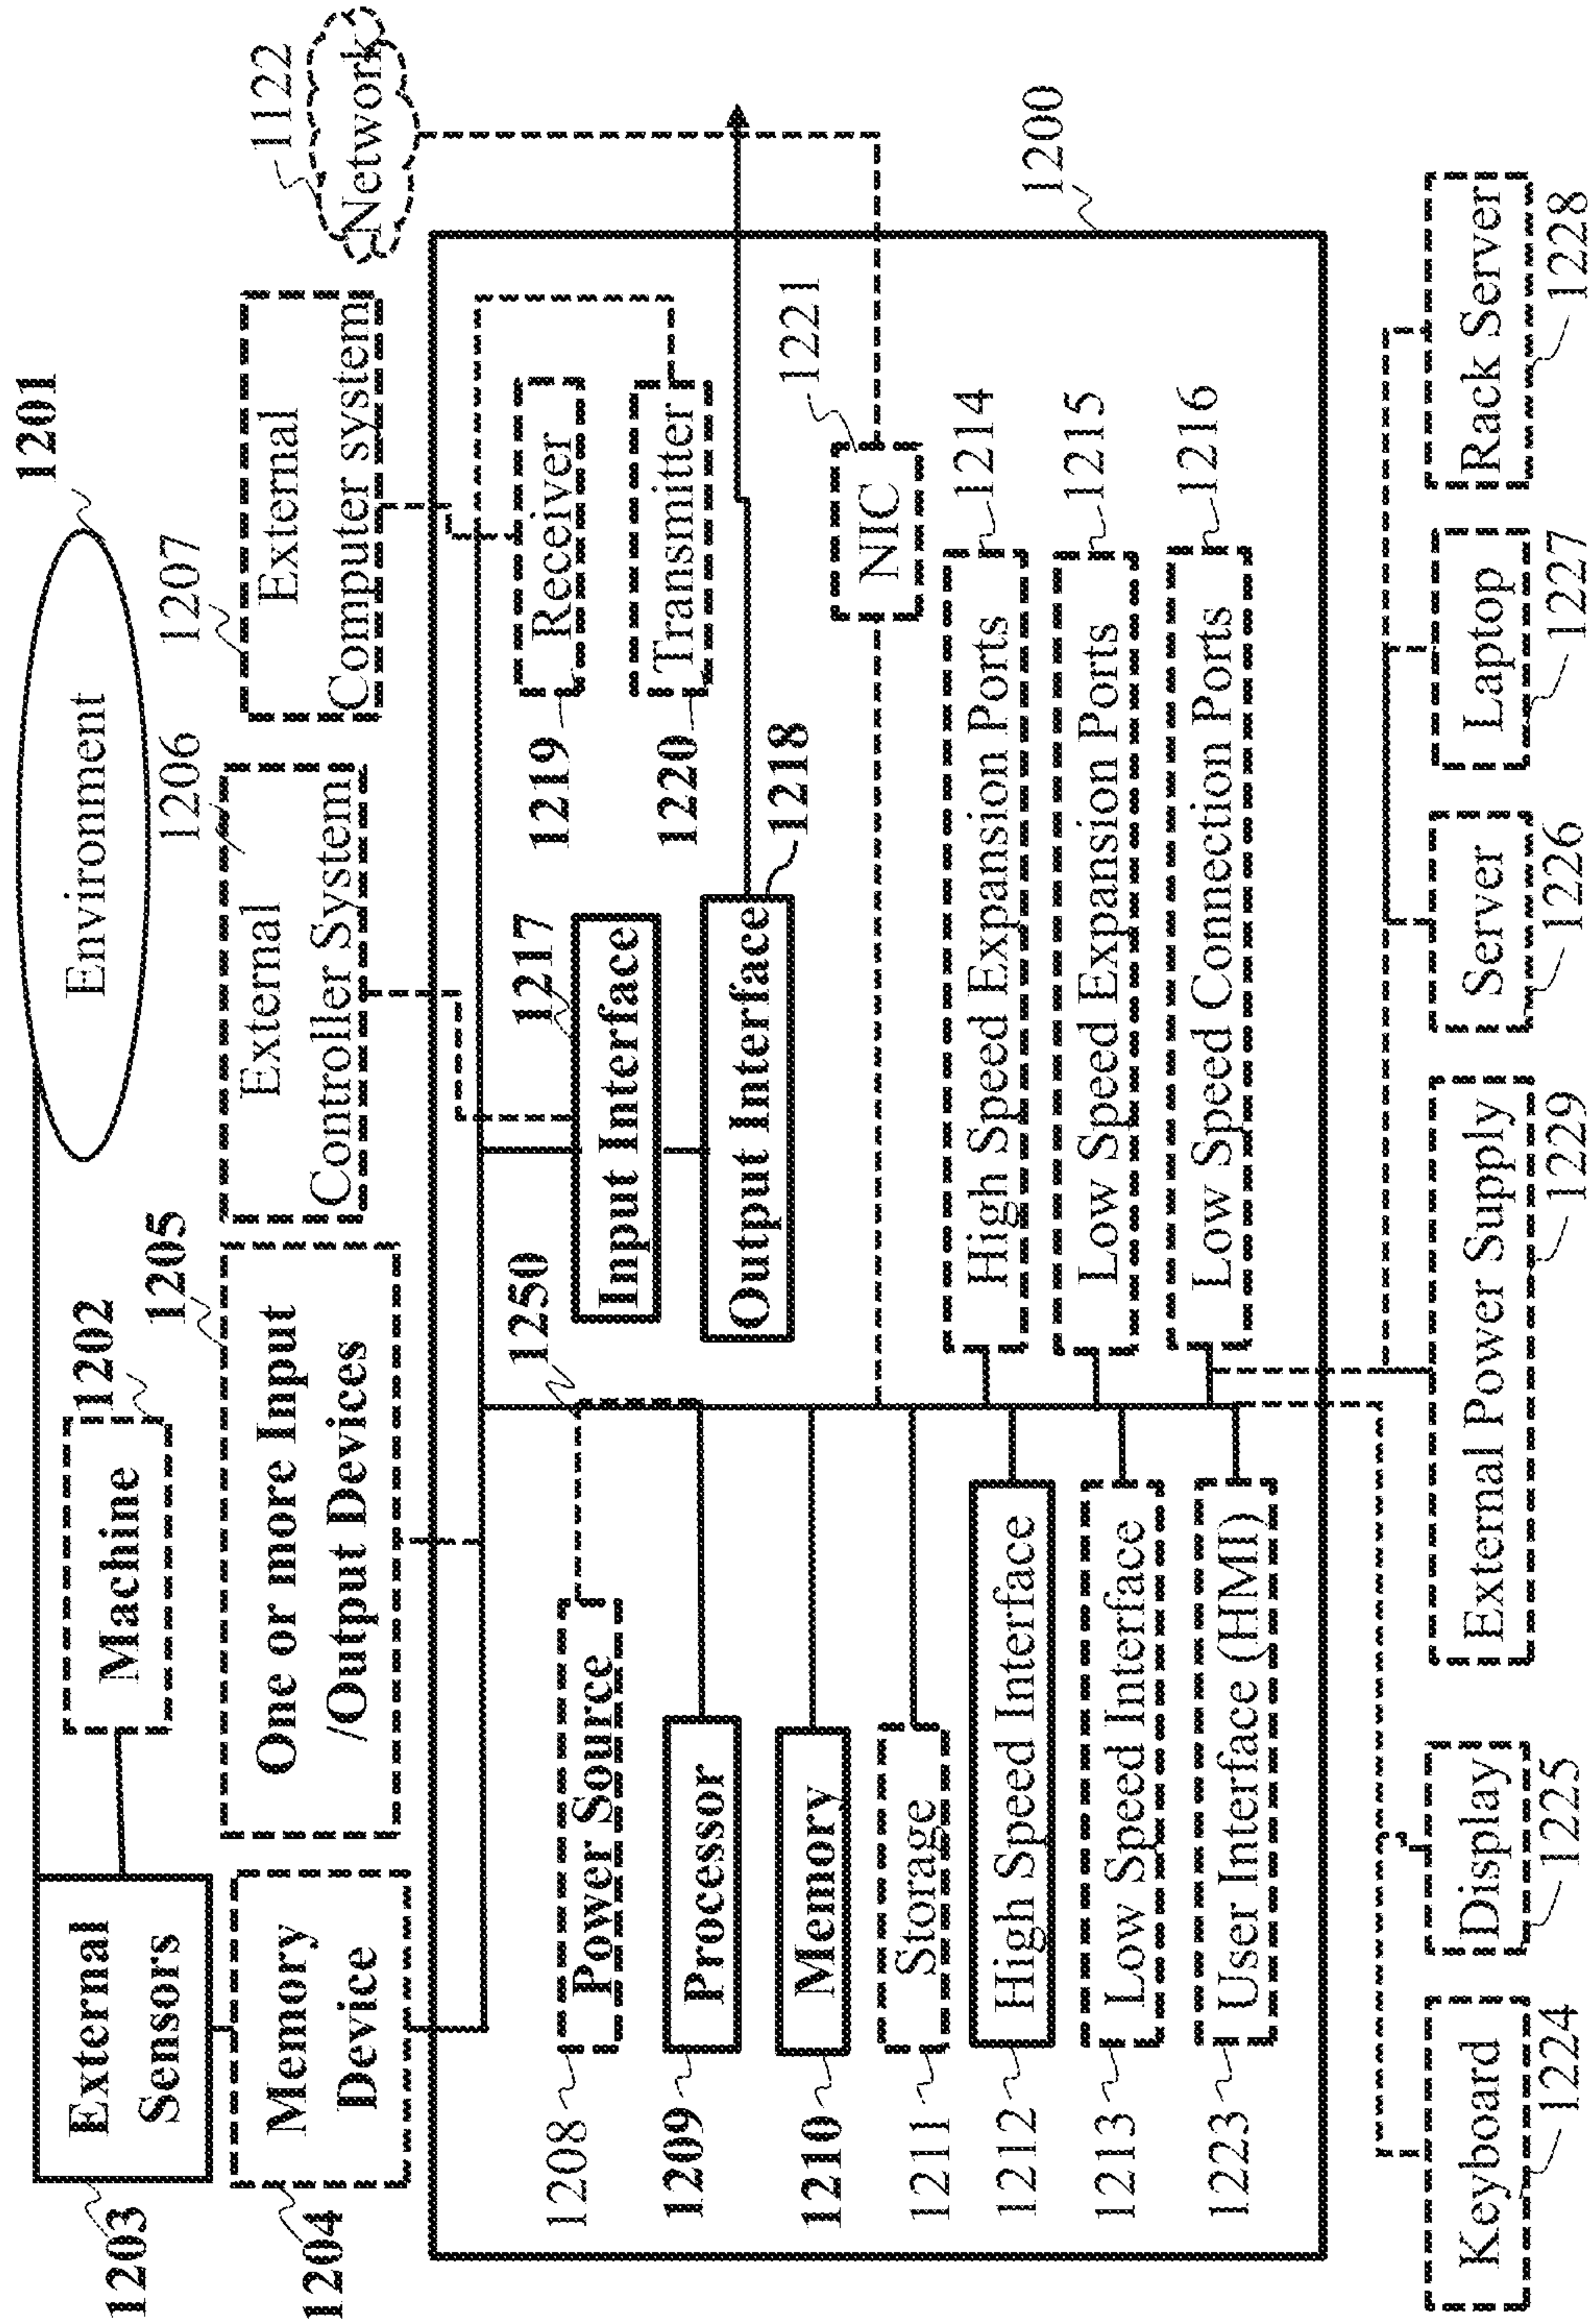 1201
Environment
1203
External
Sensors
Machine
1202
1204
Memory
Device
One or more Input
/Output Devices
1205
External
Controller System
1206
External
Computer system
1207
Network
1122
1208
Power Source
1250
1209
Processor
1210
Memory
1211
Storage
1212
High Speed Interface
1213
Low Speed Interface
1223
User Interface (HMI)
Input Interface
1217
Output Interface
1218
1219
Receiver
1220
Transmitter
NIC
1221
High Speed Expansion Ports
1214
Low Speed Expansion Ports
1215
Low Speed Connection Ports
1216
1200
Keyboard
1224
Display
1225
External Power Supply
1229
Server
1226
Laptop
1227
Rack Server
1228